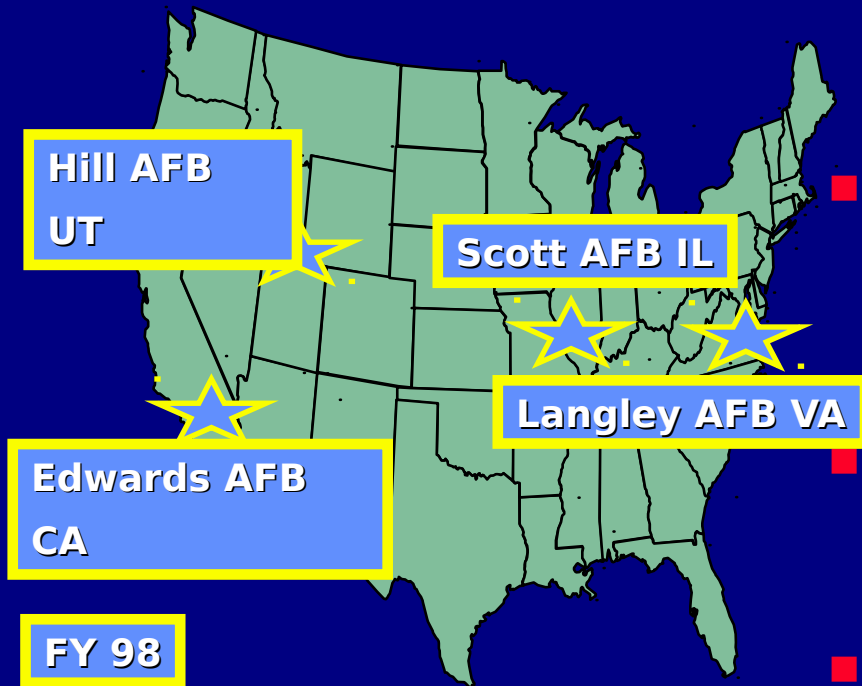 Hill AFB
UT
Scott AFB IL
Langley AFB VA
Edwards AFB
CA
FY 98